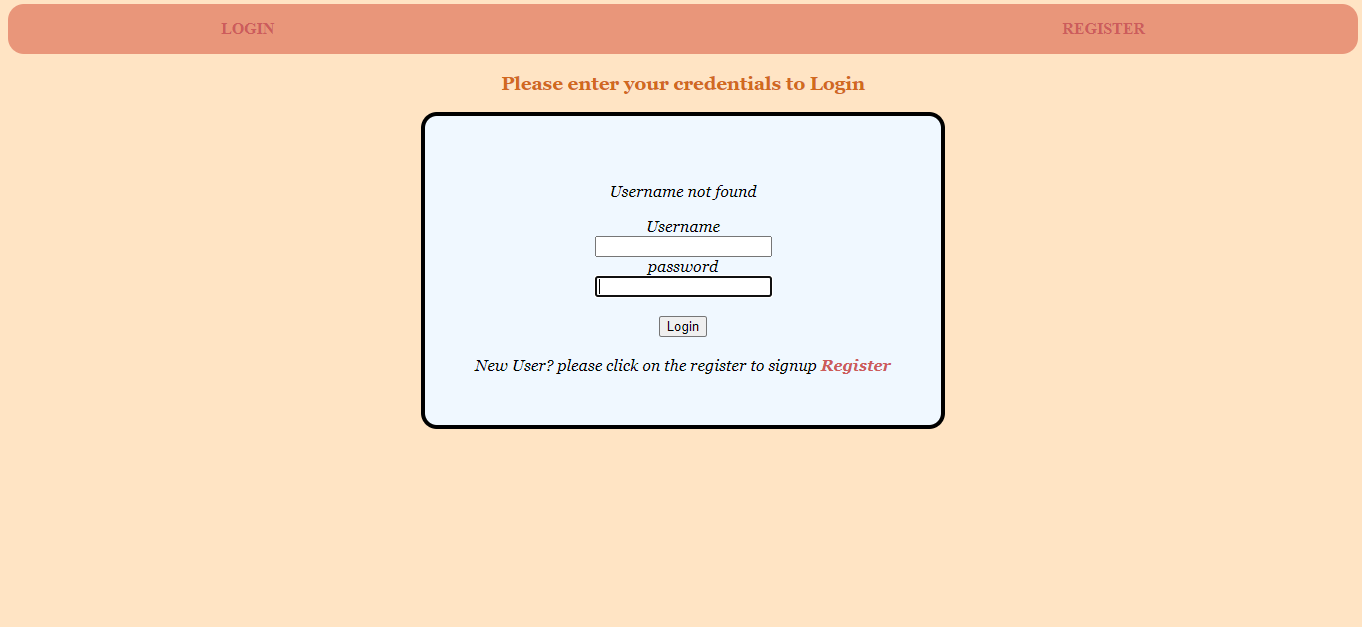 LOGIN REGISTER
Please enter your credentials to Login
Username not found
Username
password
Login
New User? please click on the register to signup Register